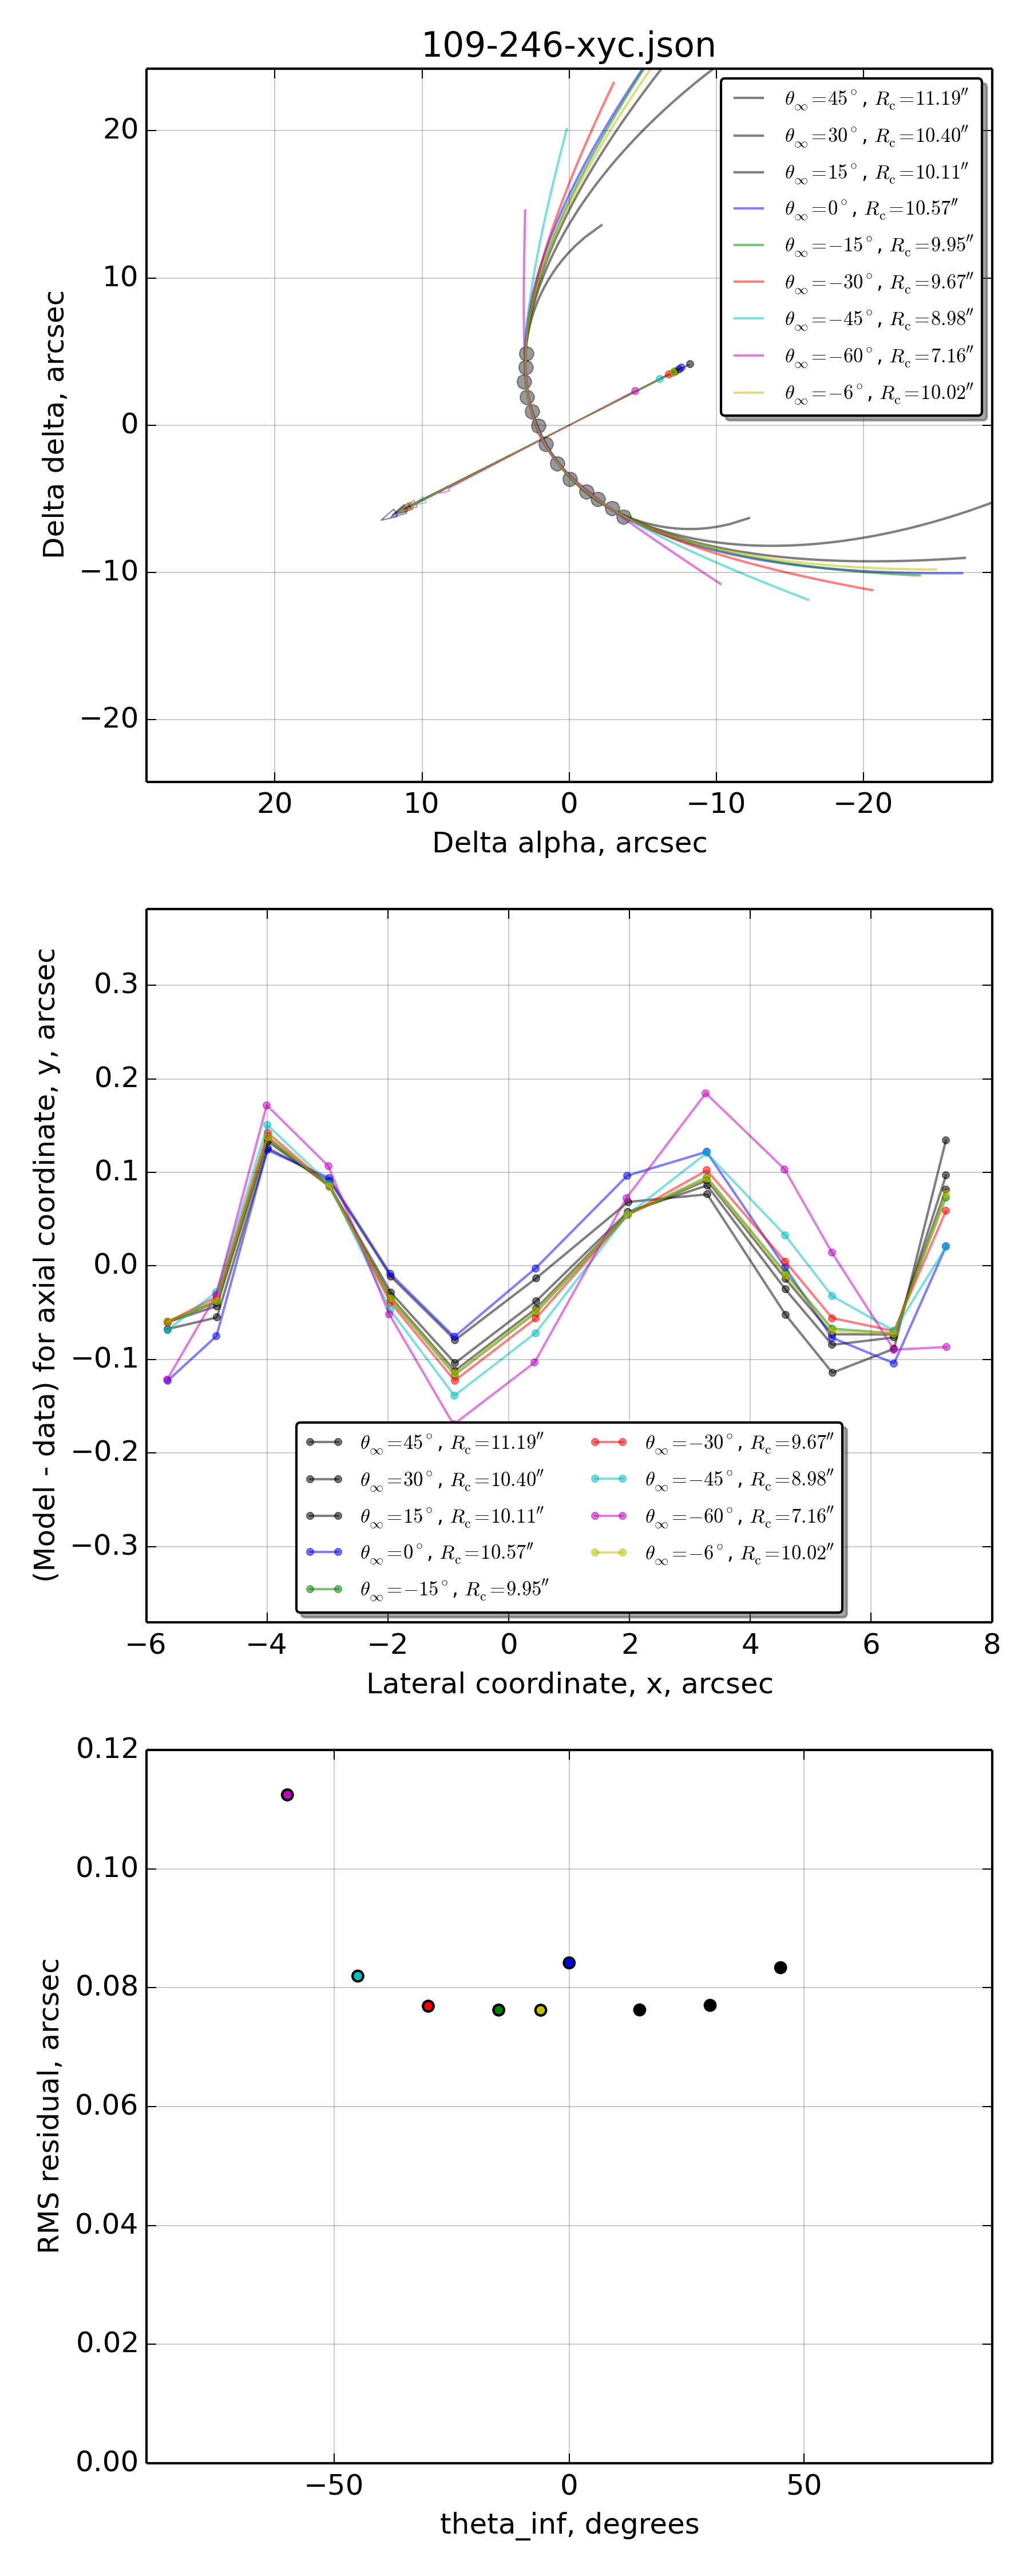 109-246-xyc.json
θ∞=45°, Rc=11.19″
θ∞=30°, Rc=10.40″
θ∞=15°, Rc=10.11″
θ∞=0°, Rc=10.57″
θ∞=−15°, Rc=9.95″
θ∞=−30°, Rc=9.67″
θ∞=−45°, Rc=8.98″
θ∞=−60°, Rc=7.16″
θ∞=−6°, Rc=10.02″
20
10
0
−10
−20
Delta delta, arcsec
20 10 0 −10 −20
Delta alpha, arcsec
0.3
0.2
0.1
0.0
−0.1
−0.2
−0.3
(Model - data) for axial coordinate, y, arcsec
θ∞=45°, Rc=11.19″
θ∞=30°, Rc=10.40″
θ∞=15°, Rc=10.11″
θ∞=0°, Rc=10.57″
θ∞=−15°, Rc=9.95″
θ∞=−30°, Rc=9.67″
θ∞=−45°, Rc=8.98″
θ∞=−60°, Rc=7.16″
θ∞=−6°, Rc=10.02″
−6 −4 −2 0 2 4 6 8
Lateral coordinate, x, arcsec
0.12
0.10
0.08
0.06
0.04
0.02
0.00
RMS residual, arcsec
−50 0 50
theta_inf, degrees